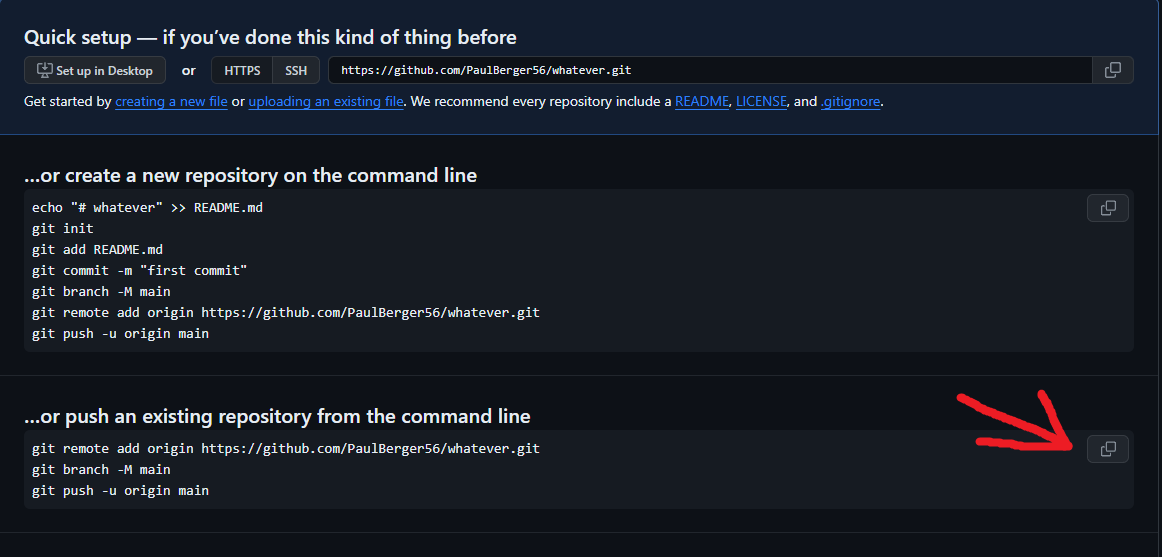 Quick setup — if you’ve done this kind of thing before
Set up in Desktop or HTTPS SSH https://github.com/PaulBerger56/whatever.git
Get started by creating a new file or uploading an existing file. We recommend every repository include a README, LICENSE, and .gitignore.
…or create a new repository on the command line
echo "# whatever" >> README.md
git init
git add README.md
git commit -m "first commit"
git branch -M main
git remote add origin https://github.com/PaulBerger56/whatever.git
git push -u origin main
…or push an existing repository from the command line
git remote add origin https://github.com/PaulBerger56/whatever.git
git branch -M main
git push -u origin main